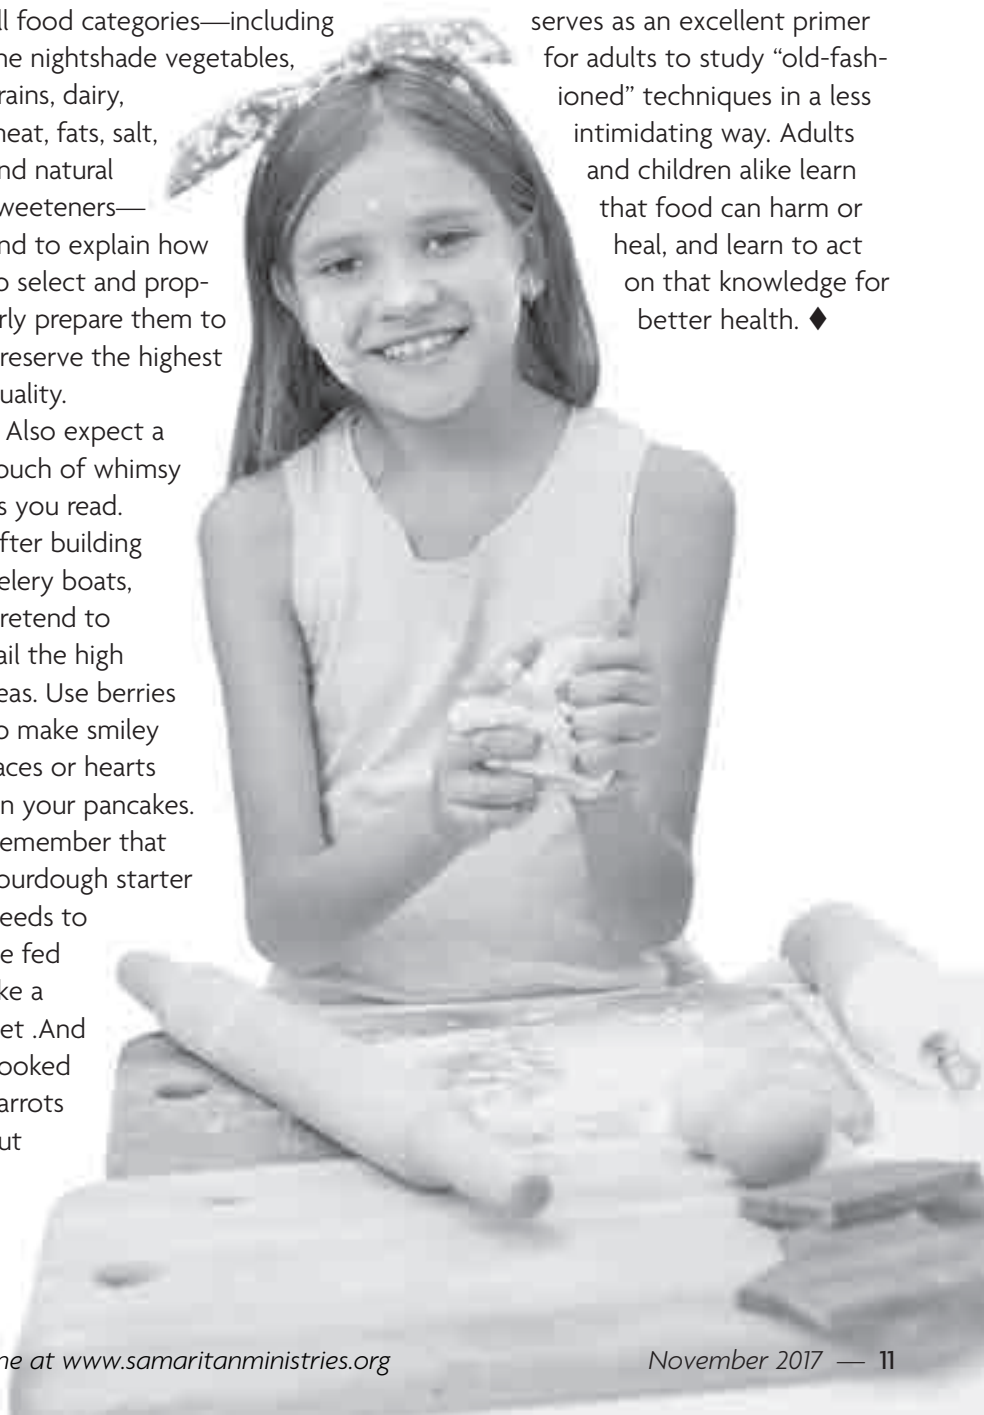 ll food categories—including
he nightshade vegetables,
rains, dairy,
neat, fats, salt,
nd natural
weeteners—
nd to explain how
o select and prop-
rly prepare them to
reserve the highest
uality.
Also expect a
ouch of whimsy
s you read.
fter building
elery boats,
retend to
ail the high
eas. Use berries
o make smiley
aces or hearts
n your pancakes.
emember that
ourdough starter
eeds to
e fed
ke a
et .And
ooked
arrots
ut
serves as an excellent primer
for adults to study “old-fash-
ioned” techniques in a less
intimidating way. Adults
and children alike learn
that food can harm or
heal, and learn to act
on that knowledge for
better health. ♦
ne at www.samaritanministries.org
November 2017 — 11